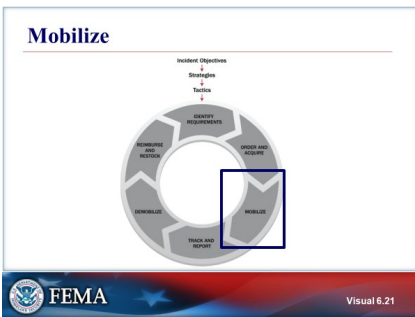 Mobilize
Incident Objectives
Strategies
Tactics
IDENTIFY
REQUIREMENTS
ORDER AND
ACQUIRE
MOBILIZE
TRACK AND
REPORT
DEMOBILIZE
REIMBURSE
AND
RESTOCK
FEMA
Visual 6.21